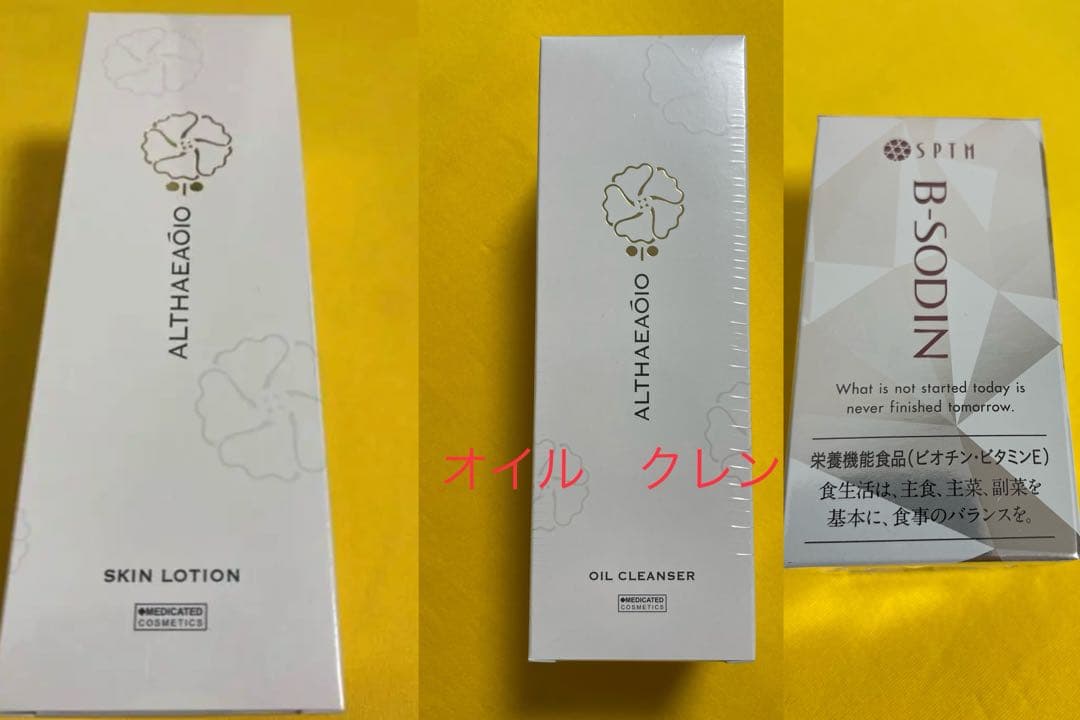 ALTHAEAÓIO
SKIN LOTION
MEDICATED
COSMETICS
ALTHAEAÓIO
オイル クレン
OIL CLEANSER
MEDICATED
COSMETICS
SPTM
B-SODIN
What is not started today is
never finished tomorrow.
栄養機能食品(ビオチン・ビタミンE)
食生活は、主食、主菜、副菜を
基本に、食事のバランスを。